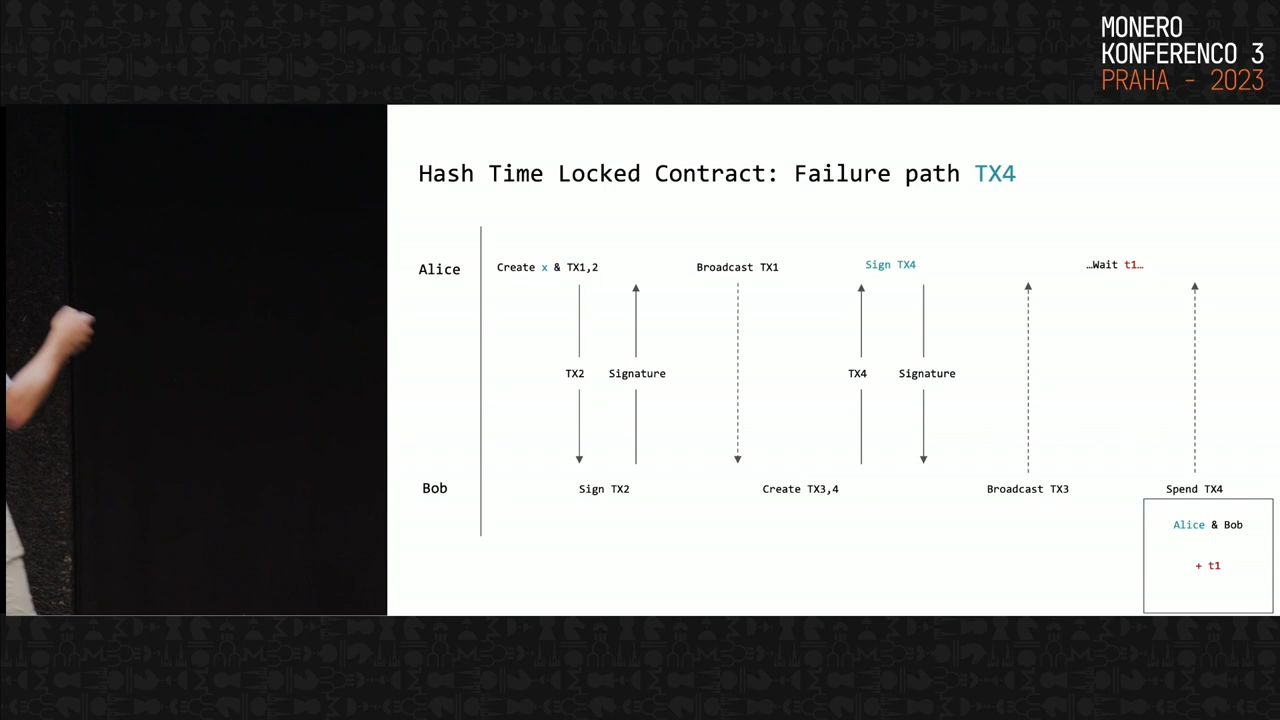 MONERO
KONFERENCO 3
PRAHA - 2023
Hash Time Locked Contract: Failure path TX4
Alice
Create x & TX1,2
Broadcast TX1
Sign TX4
…Wait t1…
TX2
Signature
TX4
Signature
Bob
Sign TX2
Create TX3,4
Broadcast TX3
Spend TX4
Alice & Bob
+ t1